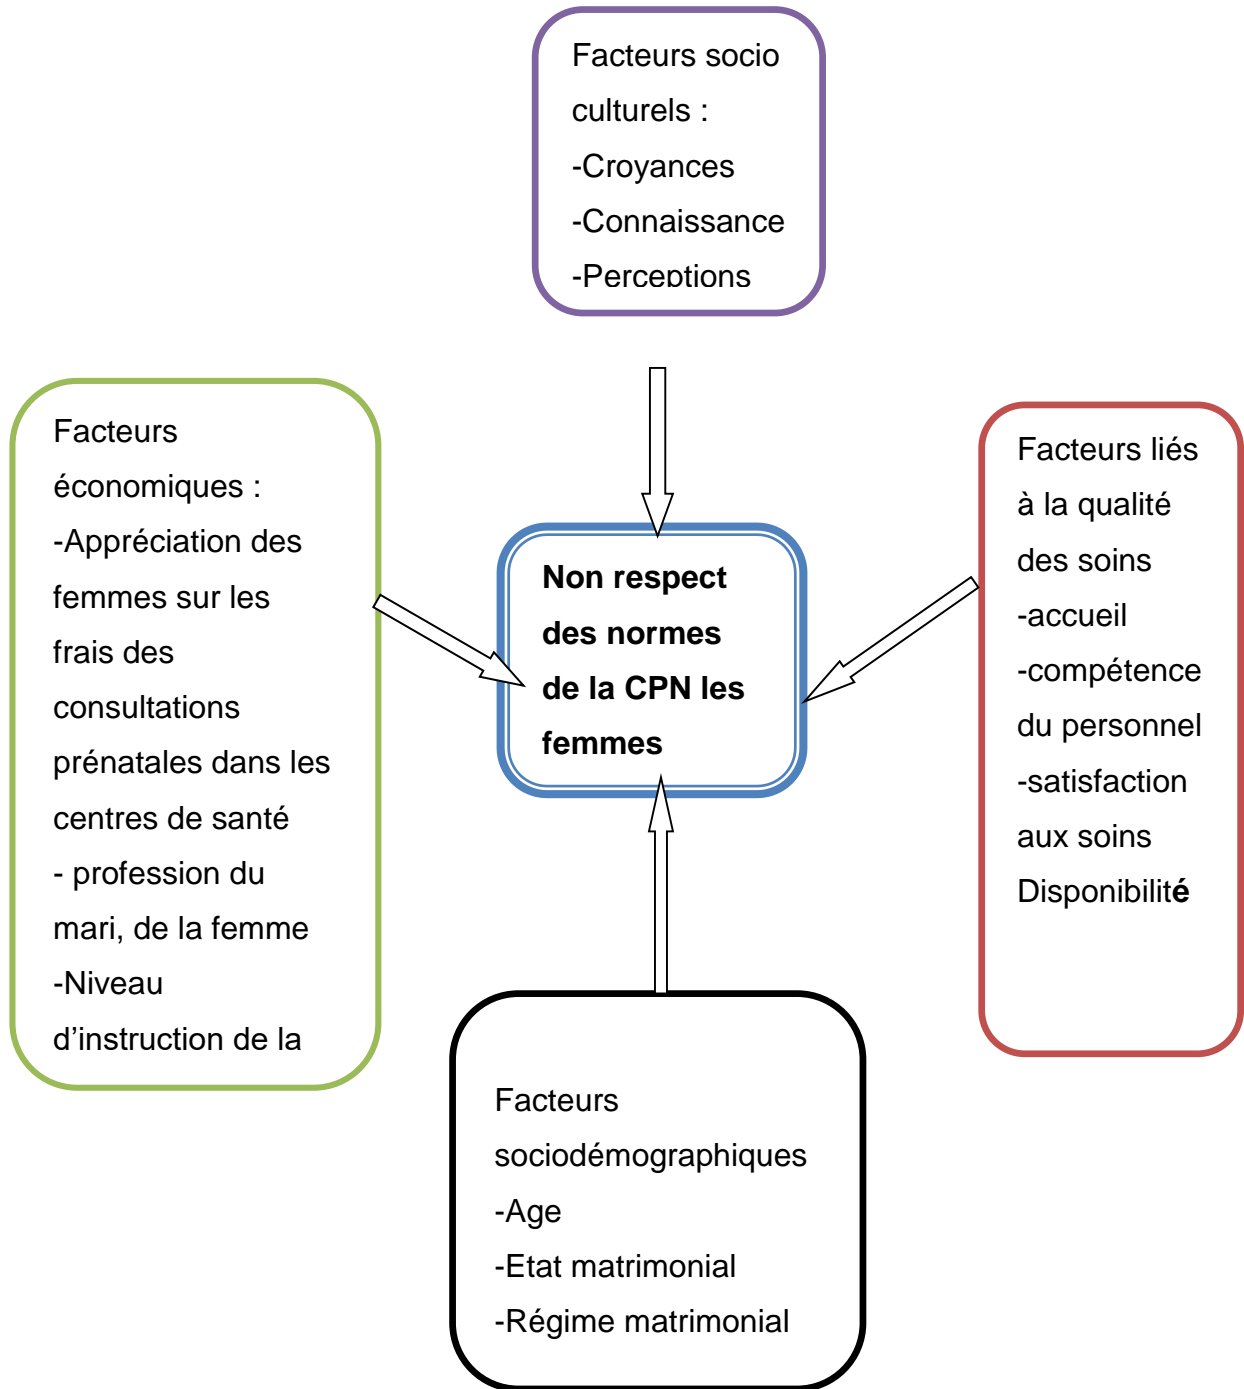 Facteurs socio
culturels :
-Croyances
-Connaissance
-Perceptions
Facteurs
économiques :
-Appréciation des
femmes sur les
frais des
consultations
prénatales dans les
centres de santé
- profession du
mari, de la femme
-Niveau
d’instruction de la
Non respect
des normes
de la CPN les
femmes
Facteurs liés
à la qualité
des soins
-accueil
-compétence
du personnel
-satisfaction
aux soins
Disponibilité
Facteurs
sociodémographiques
-Age
-Etat matrimonial
-Régime matrimonial